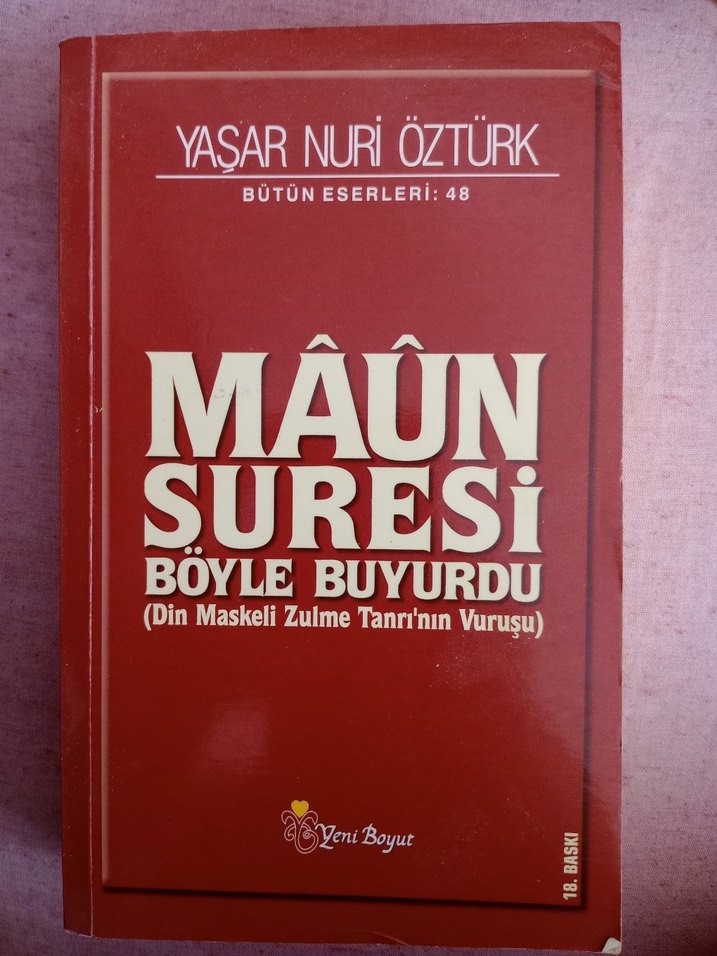 YAŞAR NURİ ÖZTÜRK
BÜTÜN ESERLERİ: 48
MÂÛN
SURESİ
BÖYLE BUYURDU
(Din Maskeli Zulme Tanrı'nın Vuruşu)
Yeni Boyut
18. BASKI